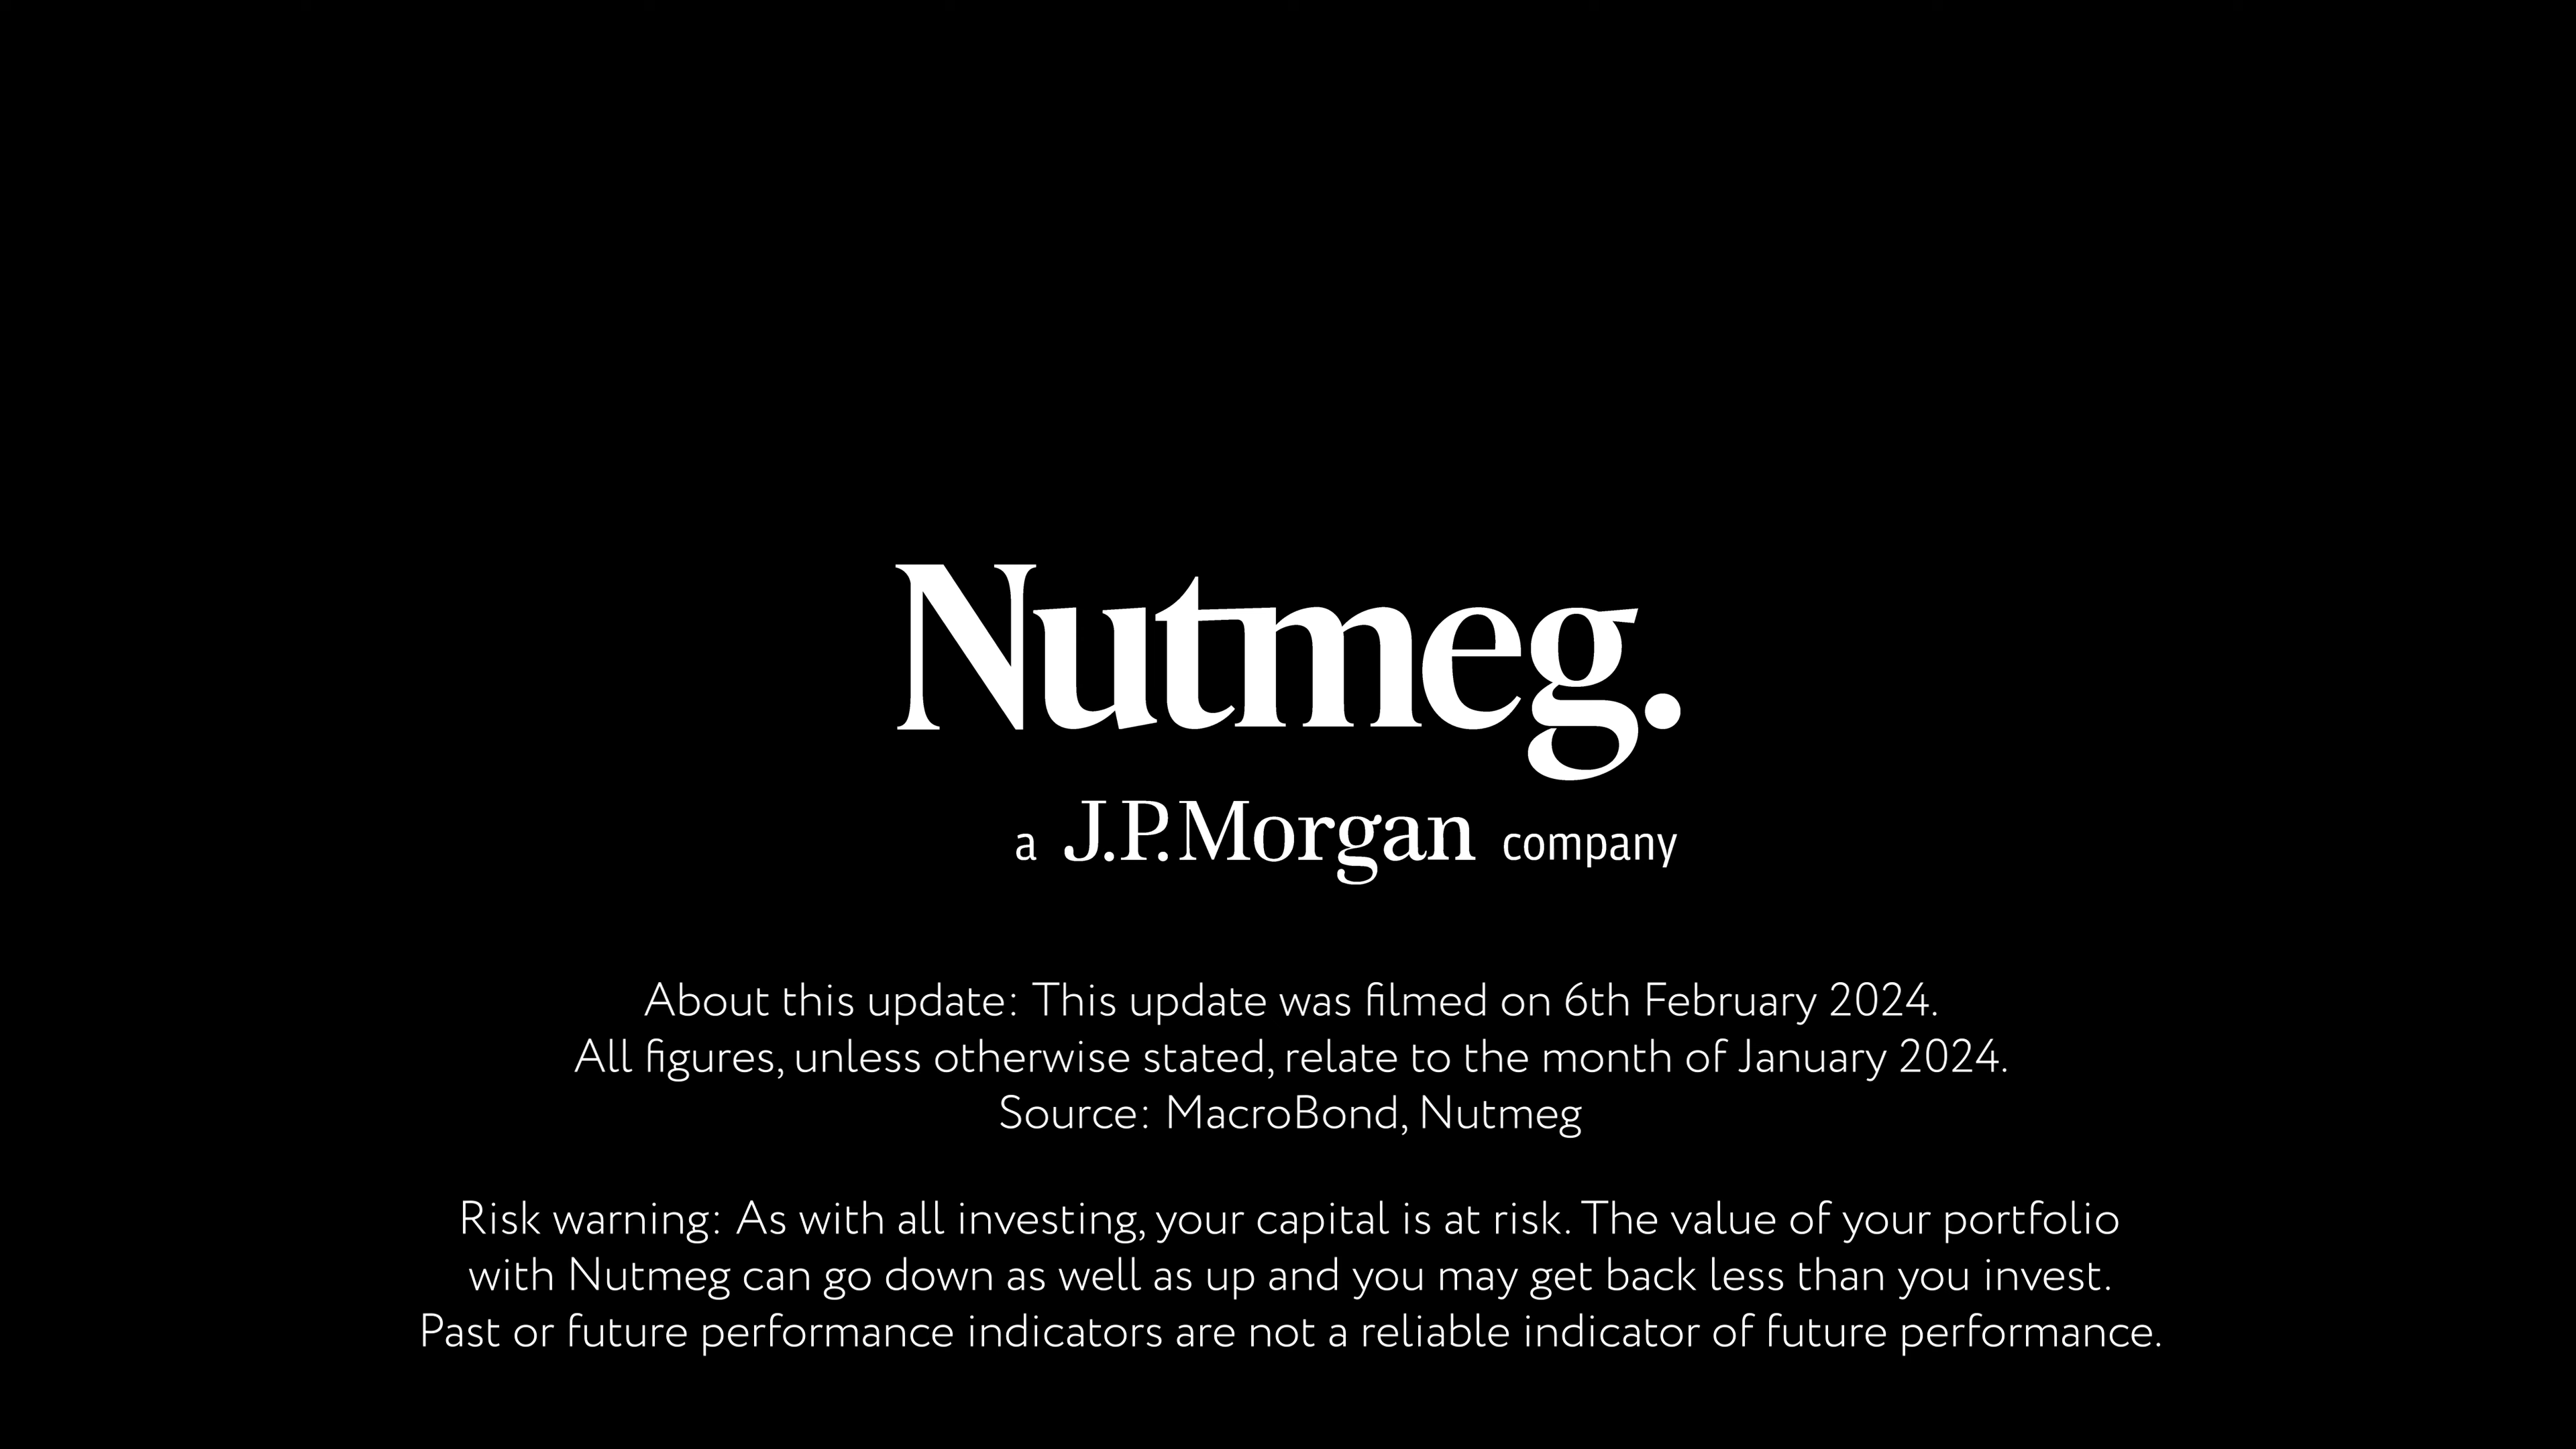 Nutmeg.
a J.P.Morgan company
About this update: This update was filmed on 6th February 2024.
All figures, unless otherwise stated, relate to the month of January 2024.
Source: MacroBond, Nutmeg
Risk warning: As with all investing, your capital is at risk. The value of your portfolio
with Nutmeg can go down as well as up and you may get back less than you invest.
Past or future performance indicators are not a reliable indicator of future performance.